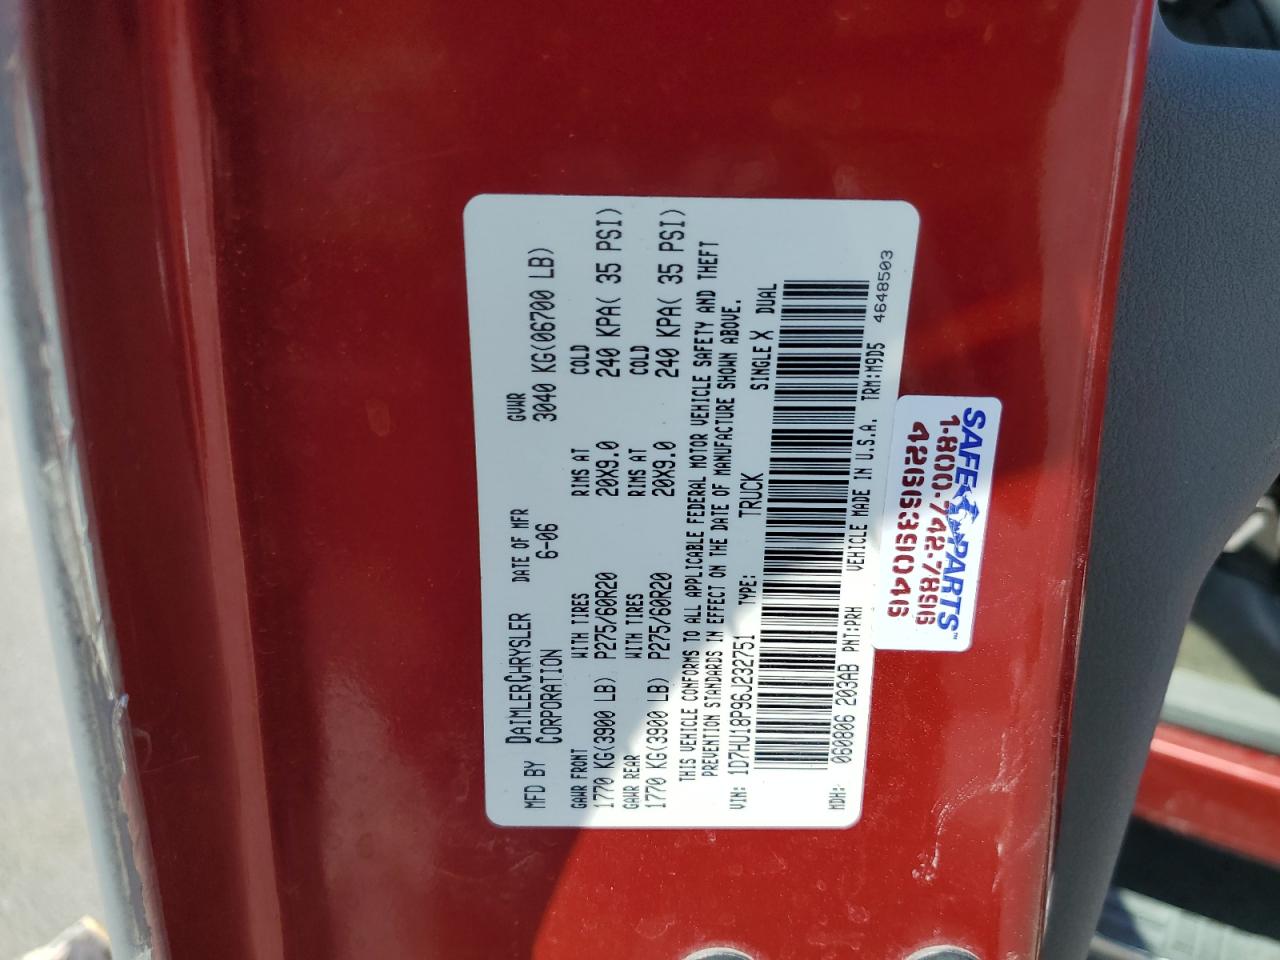 MFD BY DAIMLERCHRYSLER CORPORATION DATE OF MFR 6-06 GVWR 3040 KG(06700 LB)
GAWR FRONT WITH TIRES RIMS AT COLD
1770 KG(3900 LB) P275/60R20 20X9.0 240 KPA( 35 PSI)
GAWR REAR WITH TIRES RIMS AT COLD
1770 KG(3900 LB) P275/60R20 20X9.0 240 KPA( 35 PSI)
THIS VEHICLE CONFORMS TO ALL APPLICABLE FEDERAL MOTOR VEHICLE SAFETY AND THEFT
PREVENTION STANDARDS IN EFFECT ON THE DATE OF MANUFACTURE SHOWN ABOVE.
VIN: 1D7HU18P96J232751 TYPE: TRUCK SINGLE X DUAL
MDH: 060806 203AB PNT:PRH VEHICLE MADE IN U.S.A. TRM:M9D5 4648503
SAFE PARTS™
1-800-742-7896
426639046